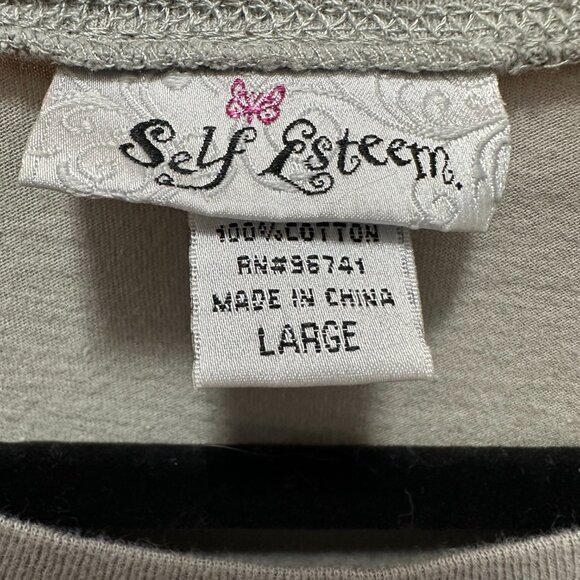 Self Esteem.
100% COTTON
RN#96741
MADE IN CHINA
LARGE